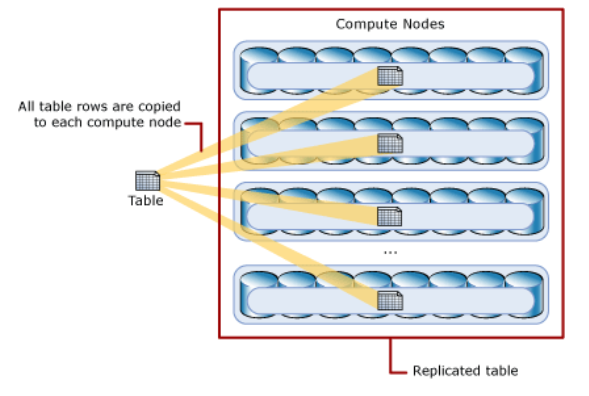 Compute Nodes
All table rows are copied
to each compute node
Table
...
Replicated table